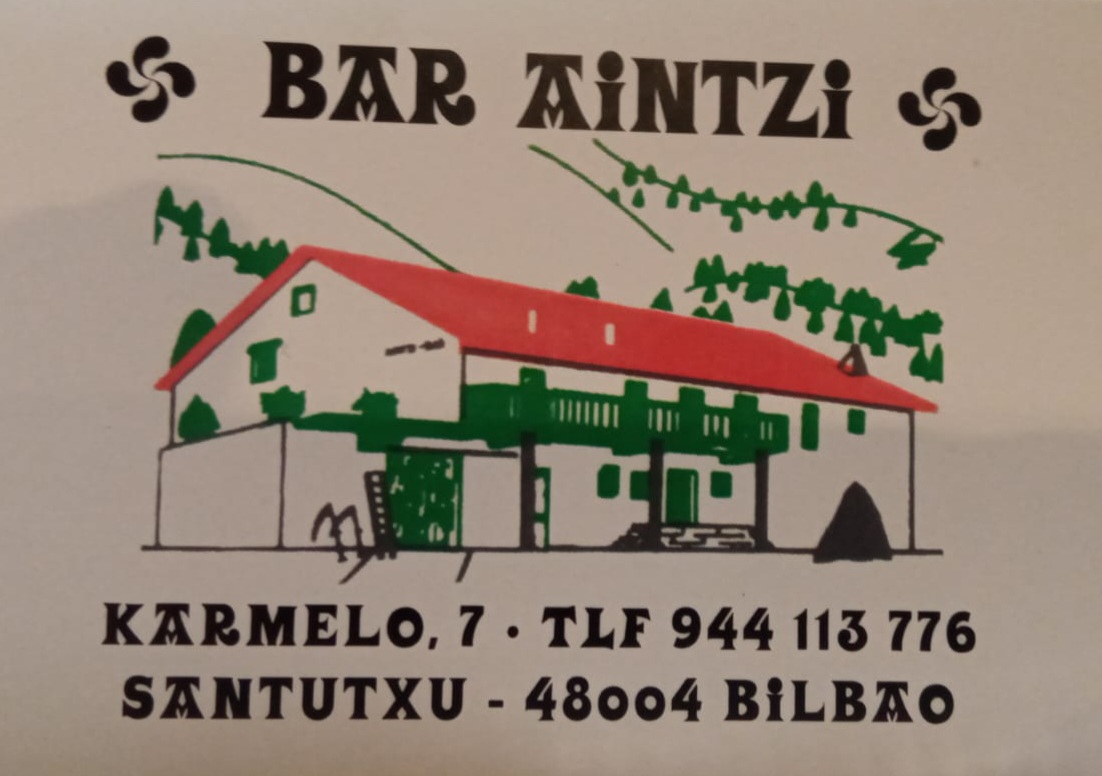 BAR AiNTZi
KARMELO, 7 · TLF 944 113 776
SANTUTXU - 48004 BiLBAO